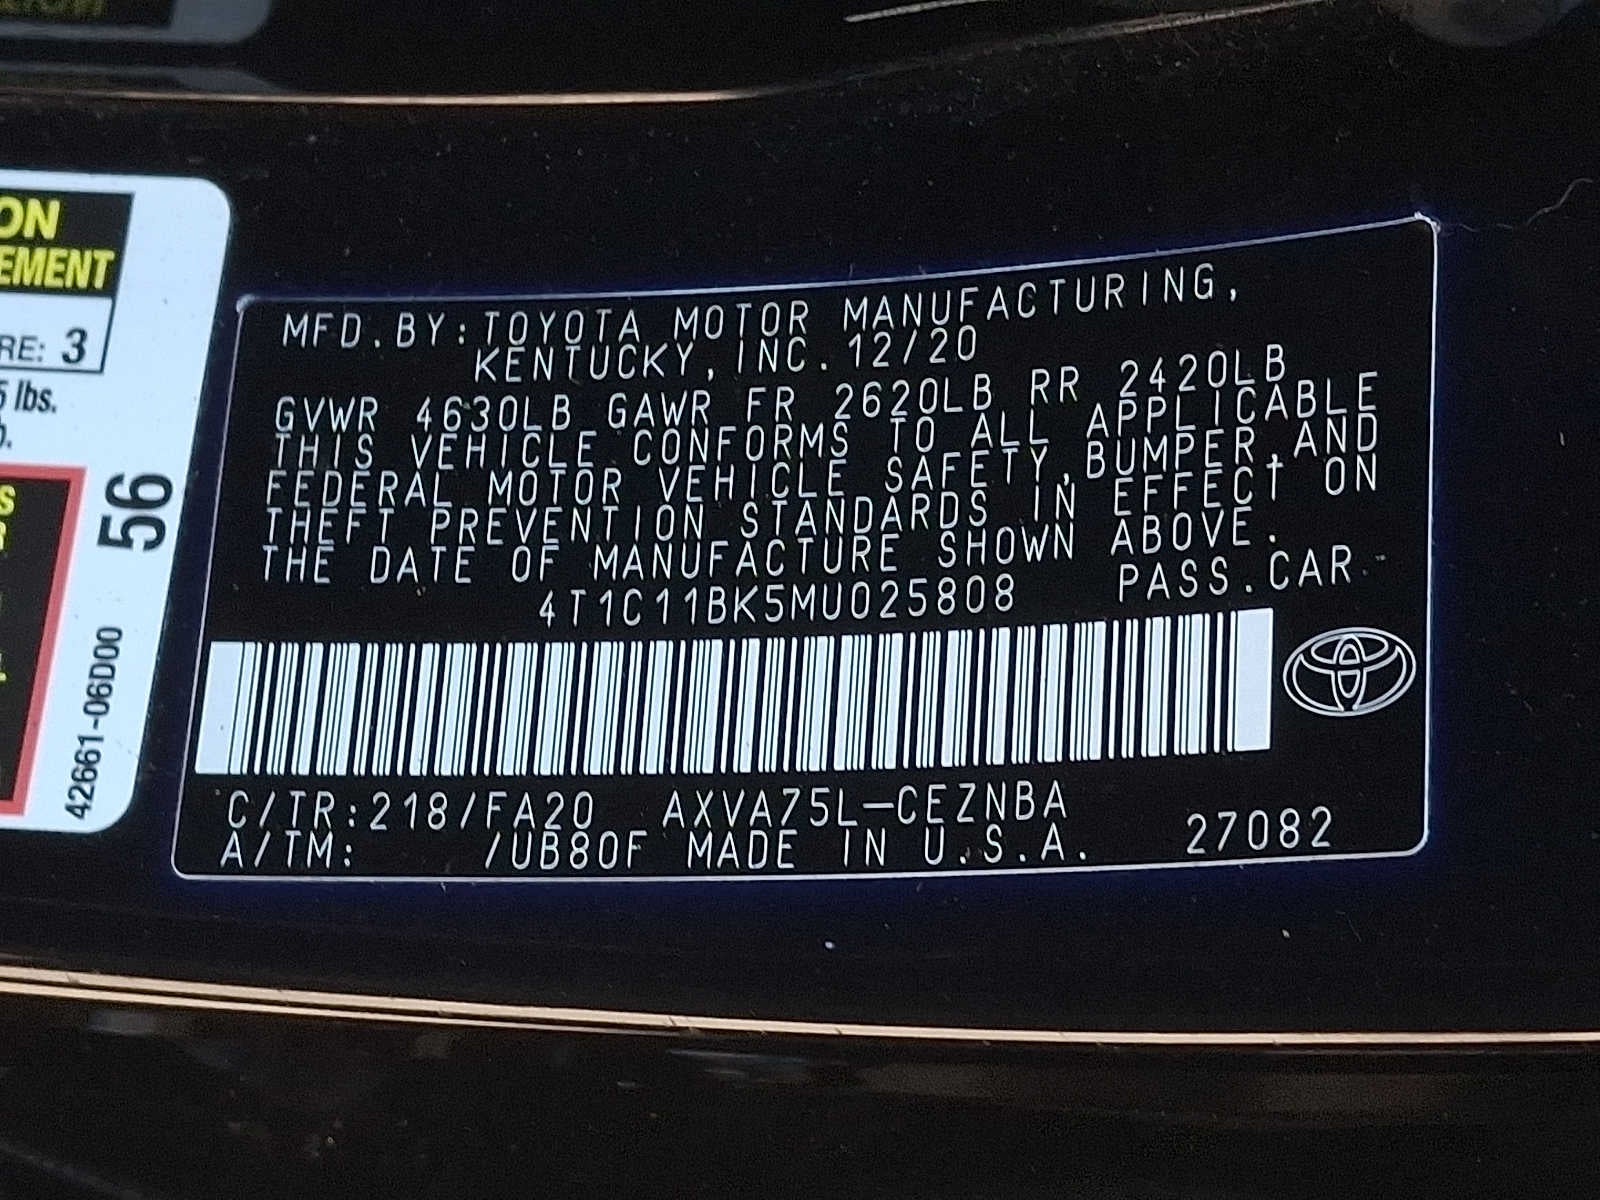 ON
EMENT
RE: 3
5 lbs.
56
42661-06D00
MFD.BY:TOYOTA MOTOR MANUFACTURING,
KENTUCKY,INC. 12/20
GVWR 4630LB GAWR FR 2620LB RR 2420LB
THIS VEHICLE CONFORMS TO ALL APPLICABLE
FEDERAL MOTOR VEHICLE SAFETY,BUMPER,AND
THEFT PREVENTION STANDARDS IN EFFECT ON
THE DATE OF MANUFACTURE SHOWN ABOVE.
4T1C11BK5MU025808 PASS.CAR
C/TR:218/FA20 AXVA75L-CEZNBA
A/TM: /UB80F MADE IN U.S.A. 27082